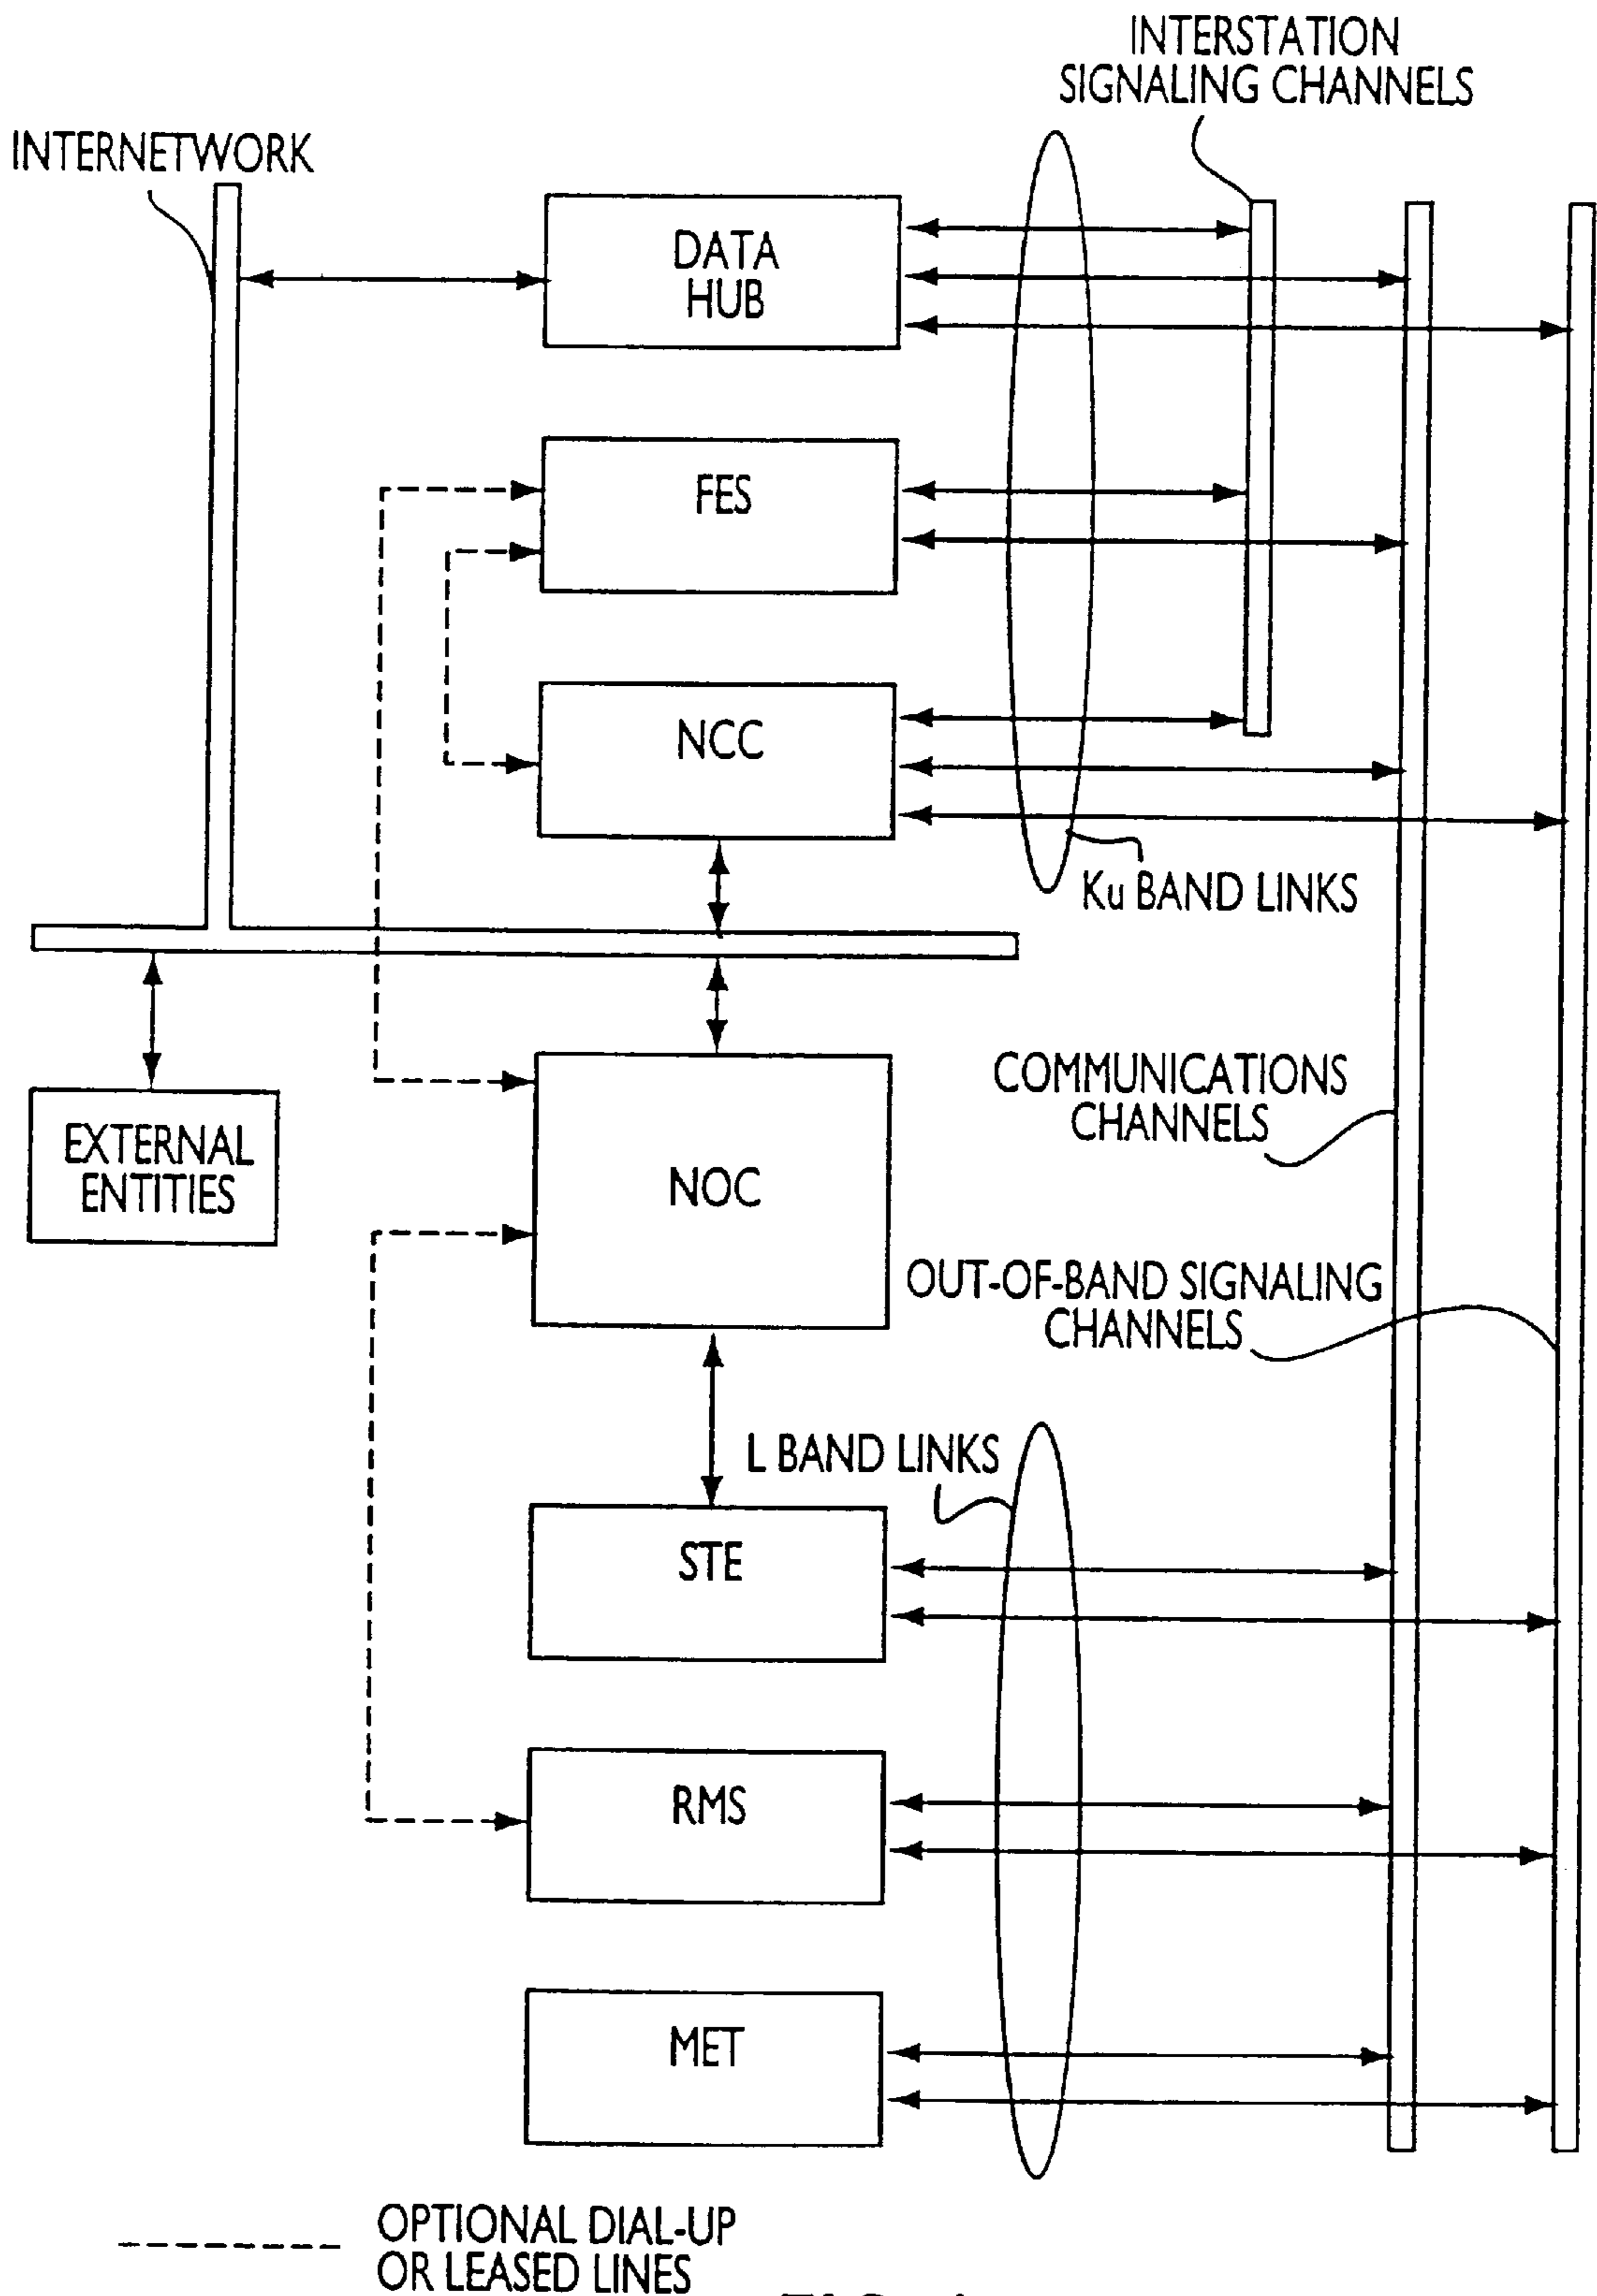 INTERSTATION
SIGNALING CHANNELS
INTERNETWORK
DATA
HUB
FES
NCC
Ku BAND LINKS
COMMUNICATIONS
CHANNELS
EXTERNAL
ENTITIES
NOC
OUT-OF-BAND SIGNALING
CHANNELS
L BAND LINKS
STE
RMS
MET
OPTIONAL DIAL-UP
OR LEASED LINES